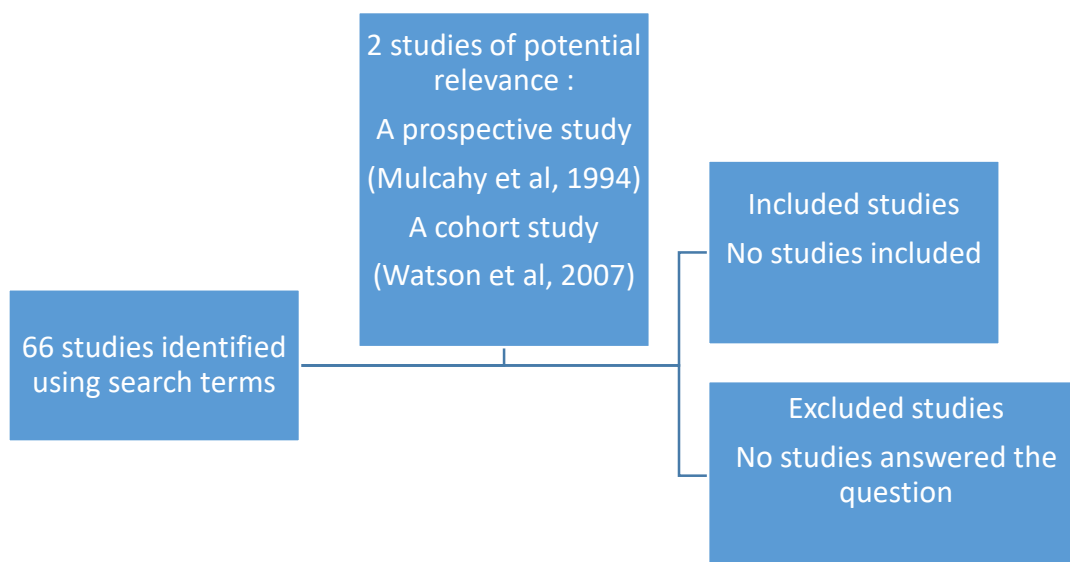 66 studies identified
using search terms
2 studies of potential
relevance :
A prospective study
(Mulcahy et al, 1994)
A cohort study
(Watson et al, 2007)
Included studies
No studies included
Excluded studies
No studies answered the
question